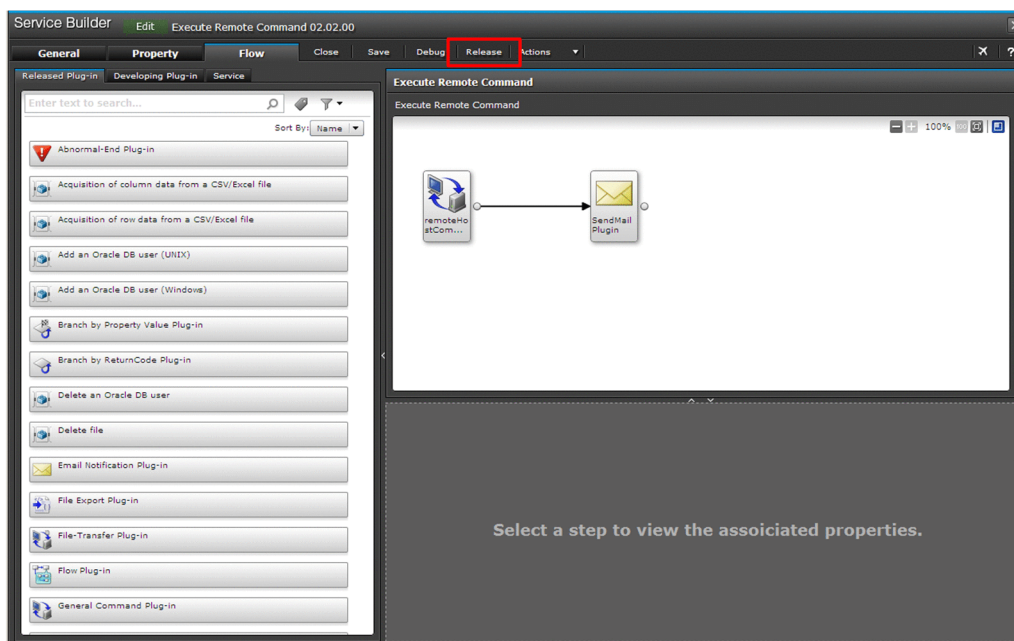 Service Builder Edit Execute Remote Command 02.02.00
General Property Flow Close Save Debug Release Actions
Released Plug-in Developing Plug-in Service
Enter text to search...
Sort By: Name
Abnormal-End Plug-in
Acquisition of column data from a CSV/Excel file
Acquisition of row data from a CSV/Excel file
Add an Oracle DB user (UNIX)
Add an Oracle DB user (Windows)
Branch by Property Value Plug-in
Branch by ReturnCode Plug-in
Delete an Oracle DB user
Delete file
Email Notification Plug-in
File Export Plug-in
File-Transfer Plug-in
Flow Plug-in
General Command Plug-in
Execute Remote Command
Execute Remote Command
100%
remoteHo
stCom...
SendMail
Plugin
Select a step to view the assoiciated properties.